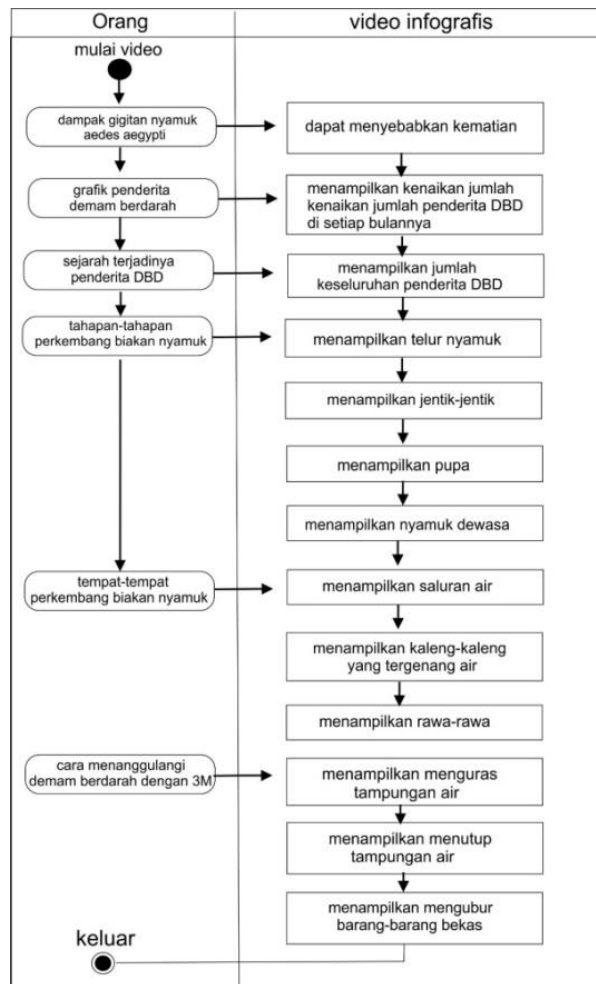 Orang
video infografis
mulai video
dampak gigitan nyamuk
aedes aegypti
dapat menyebabkan kematian
grafik penderita
demam berdarah
menampilkan kenaikan jumlah
kenaikan jumlah penderita DBD
di setiap bulannya
sejarah terjadinya
penderita DBD
menampilkan jumlah
keseluruhan penderita DBD
tahapan-tahapan
perkembang biakan nyamuk
menampilkan telur nyamuk
menampilkan jentik-jentik
menampilkan pupa
menampilkan nyamuk dewasa
tempat-tempat
perkembang biakan nyamuk
menampilkan saluran air
menampilkan kaleng-kaleng
yang tergenang air
menampilkan rawa-rawa
cara menanggulangi
demam berdarah dengan 3M
menampilkan menguras
tampungan air
menampilkan menutup
tampungan air
menampilkan mengubur
barang-barang bekas
keluar